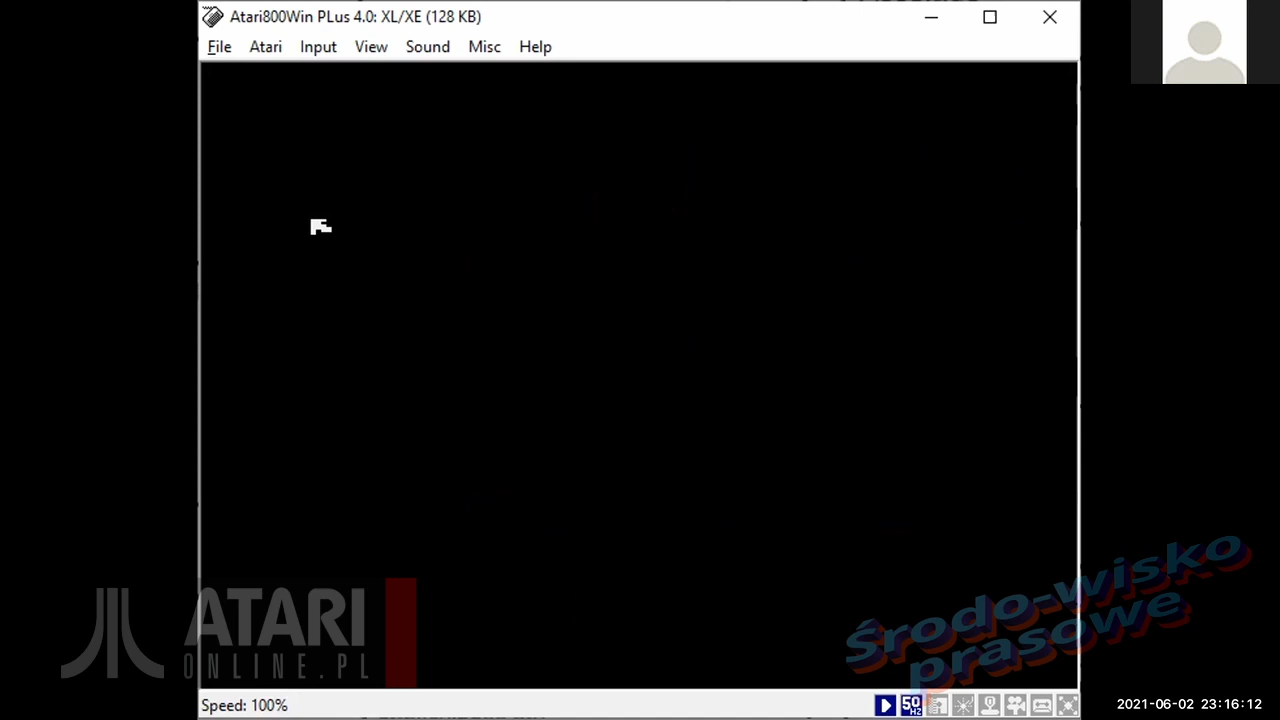 Atari800Win PLus 4.0: XL/XE (128 KB)
File Atari Input View Sound Misc Help
ATARI
ONLINE.PL
Środo-wisko
prasowe
Speed: 100%
50
HZ
2021-06-02 23:16:12